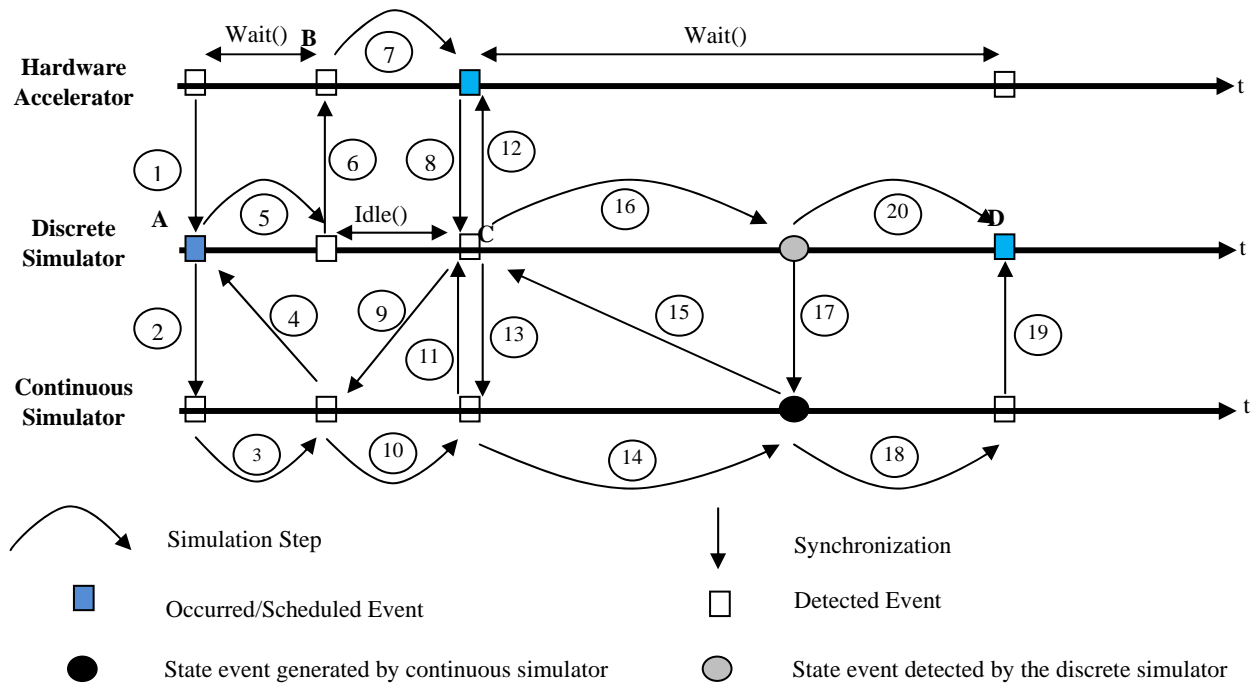 Wait()
B
7
Wait()
Hardware
Accelerator
t
1
6
8
12
A
5
Idle()
C
16
20
D
Discrete
Simulator
t
2
4
9
11
13
15
17
19
Continuous
Simulator
t
3
10
14
18
Simulation Step
Synchronization
Occurred/Scheduled Event
Detected Event
State event generated by continuous simulator
State event detected by the discrete simulator